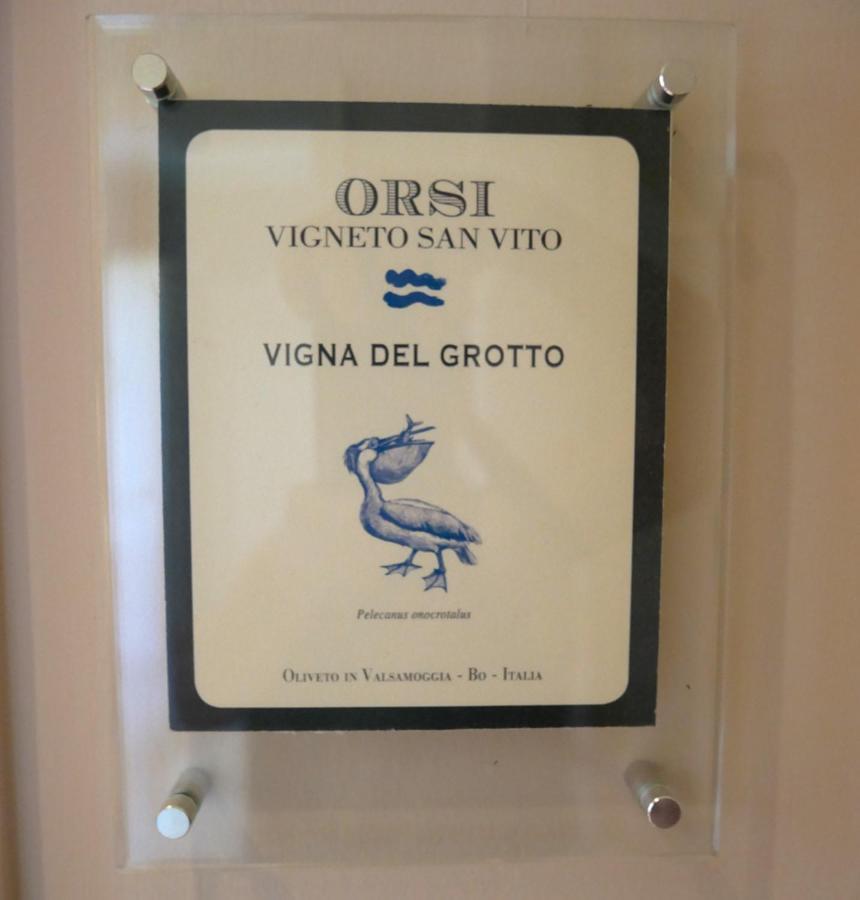 ORSI
VIGNETO SAN VITO
VIGNA DEL GROTTO
Pelecanus onocrotalus
OLIVETO IN VALSAMOGGIA - BO - ITALIA